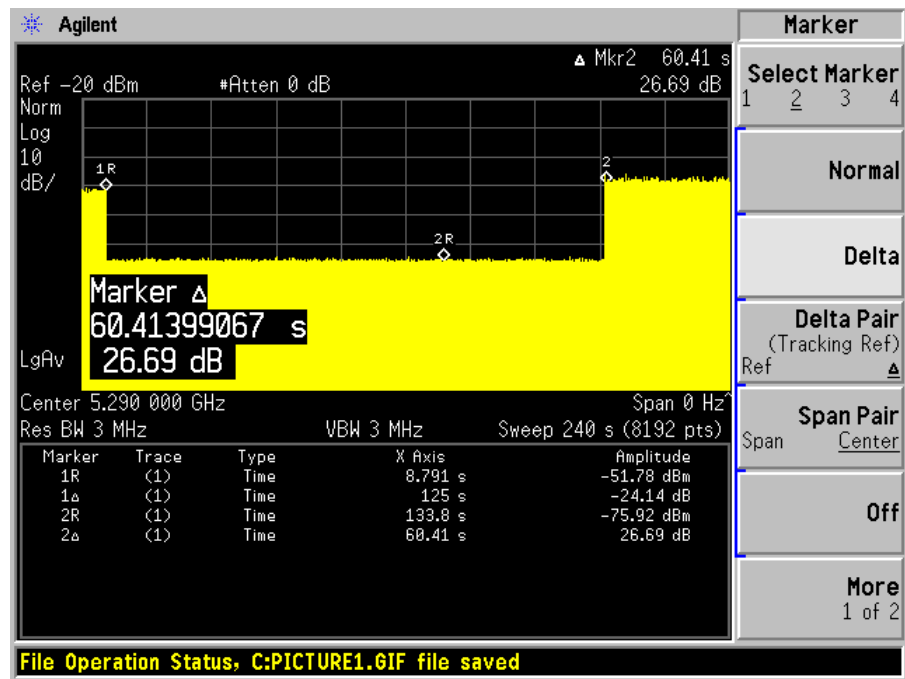 Agilent
Marker
Δ Mkr2 60.41 s
Ref -20 dBm #Atten 0 dB 26.69 dB
Norm
Log
10
dB/
1R
2
2R
Marker Δ
60.41399067 s
26.69 dB
LgAv
Center 5.290 000 GHz Span 0 Hz^
Res BW 3 MHz VBW 3 MHz Sweep 240 s (8192 pts)
Marker Trace Type X Axis Amplitude
1R (1) Time 8.791 s -51.78 dBm
1Δ (1) Time 125 s -24.14 dB
2R (1) Time 133.8 s -75.92 dBm
2Δ (1) Time 60.41 s 26.69 dB
Select Marker
1 2 3 4
Normal
Delta
Delta Pair
(Tracking Ref)
Ref Δ
Span Pair
Span Center
Off
More
1 of 2
File Operation Status, C:PICTURE1.GIF file saved